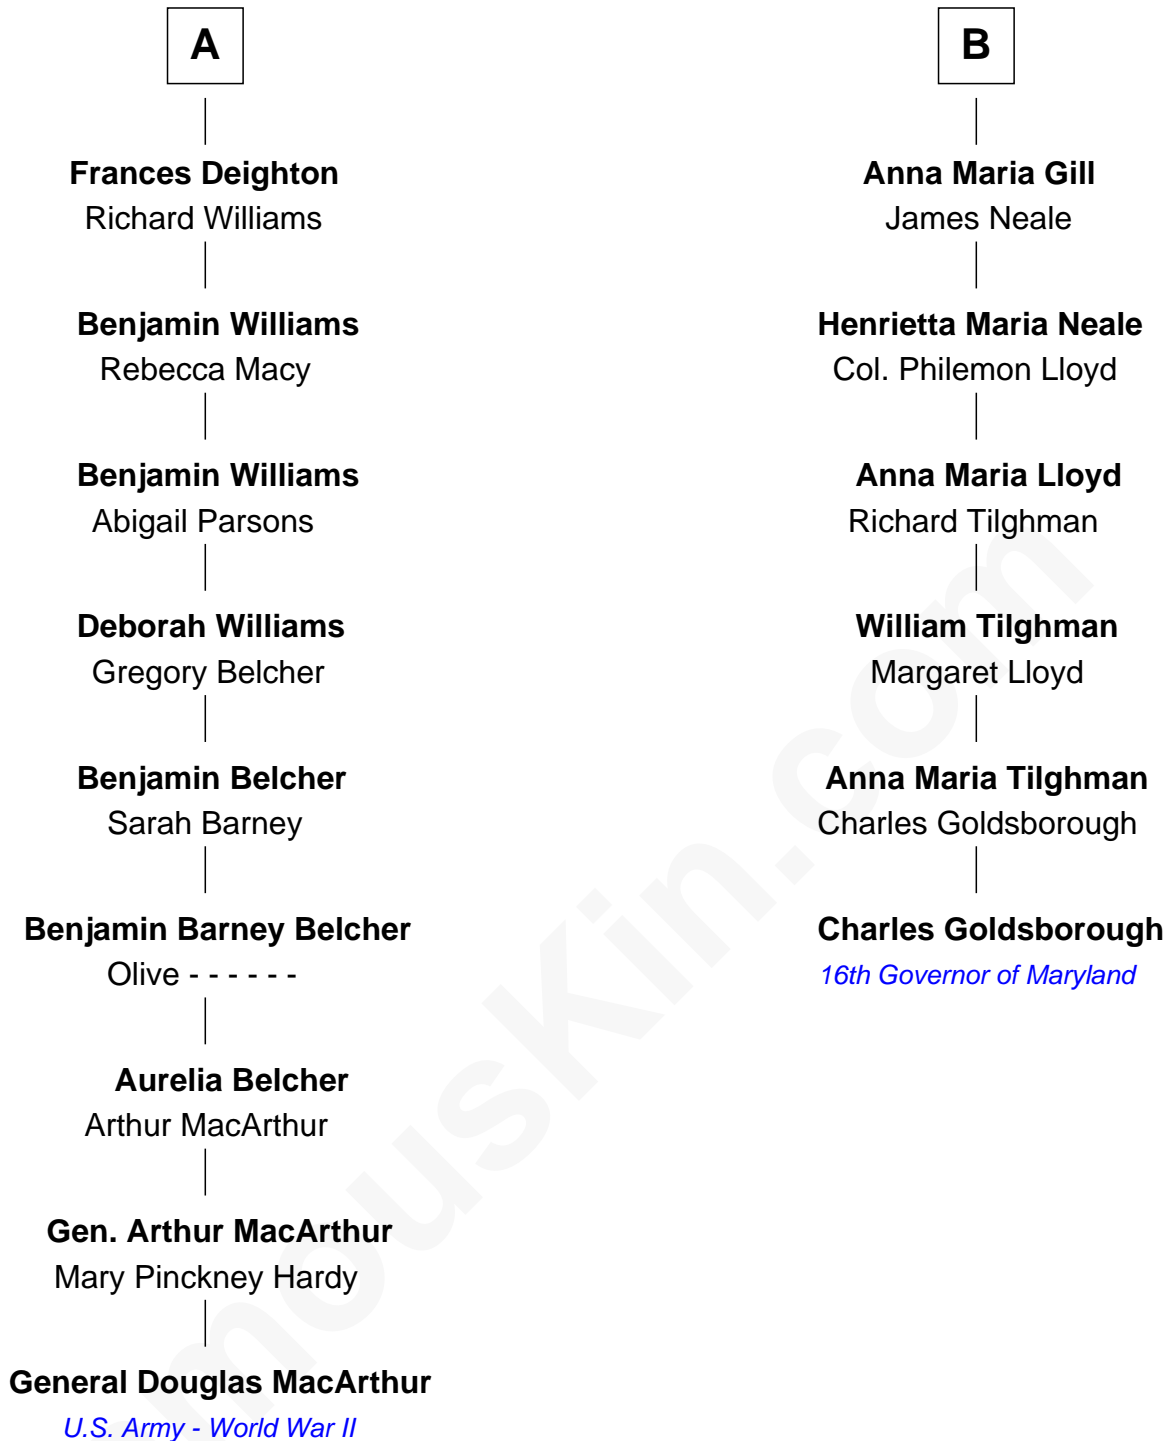 A
Frances Deighton
Richard Williams
Benjamin Williams
Rebecca Macy
Benjamin Williams
Abigail Parsons
Deborah Williams
Gregory Belcher
Benjamin Belcher
Sarah Barney
Benjamin Barney Belcher
Olive - - - - - -
Aurelia Belcher
Arthur MacArthur
Gen. Arthur MacArthur
Mary Pinckney Hardy
General Douglas MacArthur
U.S. Army - World War II
B
Anna Maria Gill
James Neale
Henrietta Maria Neale
Col. Philemon Lloyd
Anna Maria Lloyd
Richard Tilghman
William Tilghman
Margaret Lloyd
Anna Maria Tilghman
Charles Goldsborough
Charles Goldsborough
16th Governor of Maryland
mousKin.com